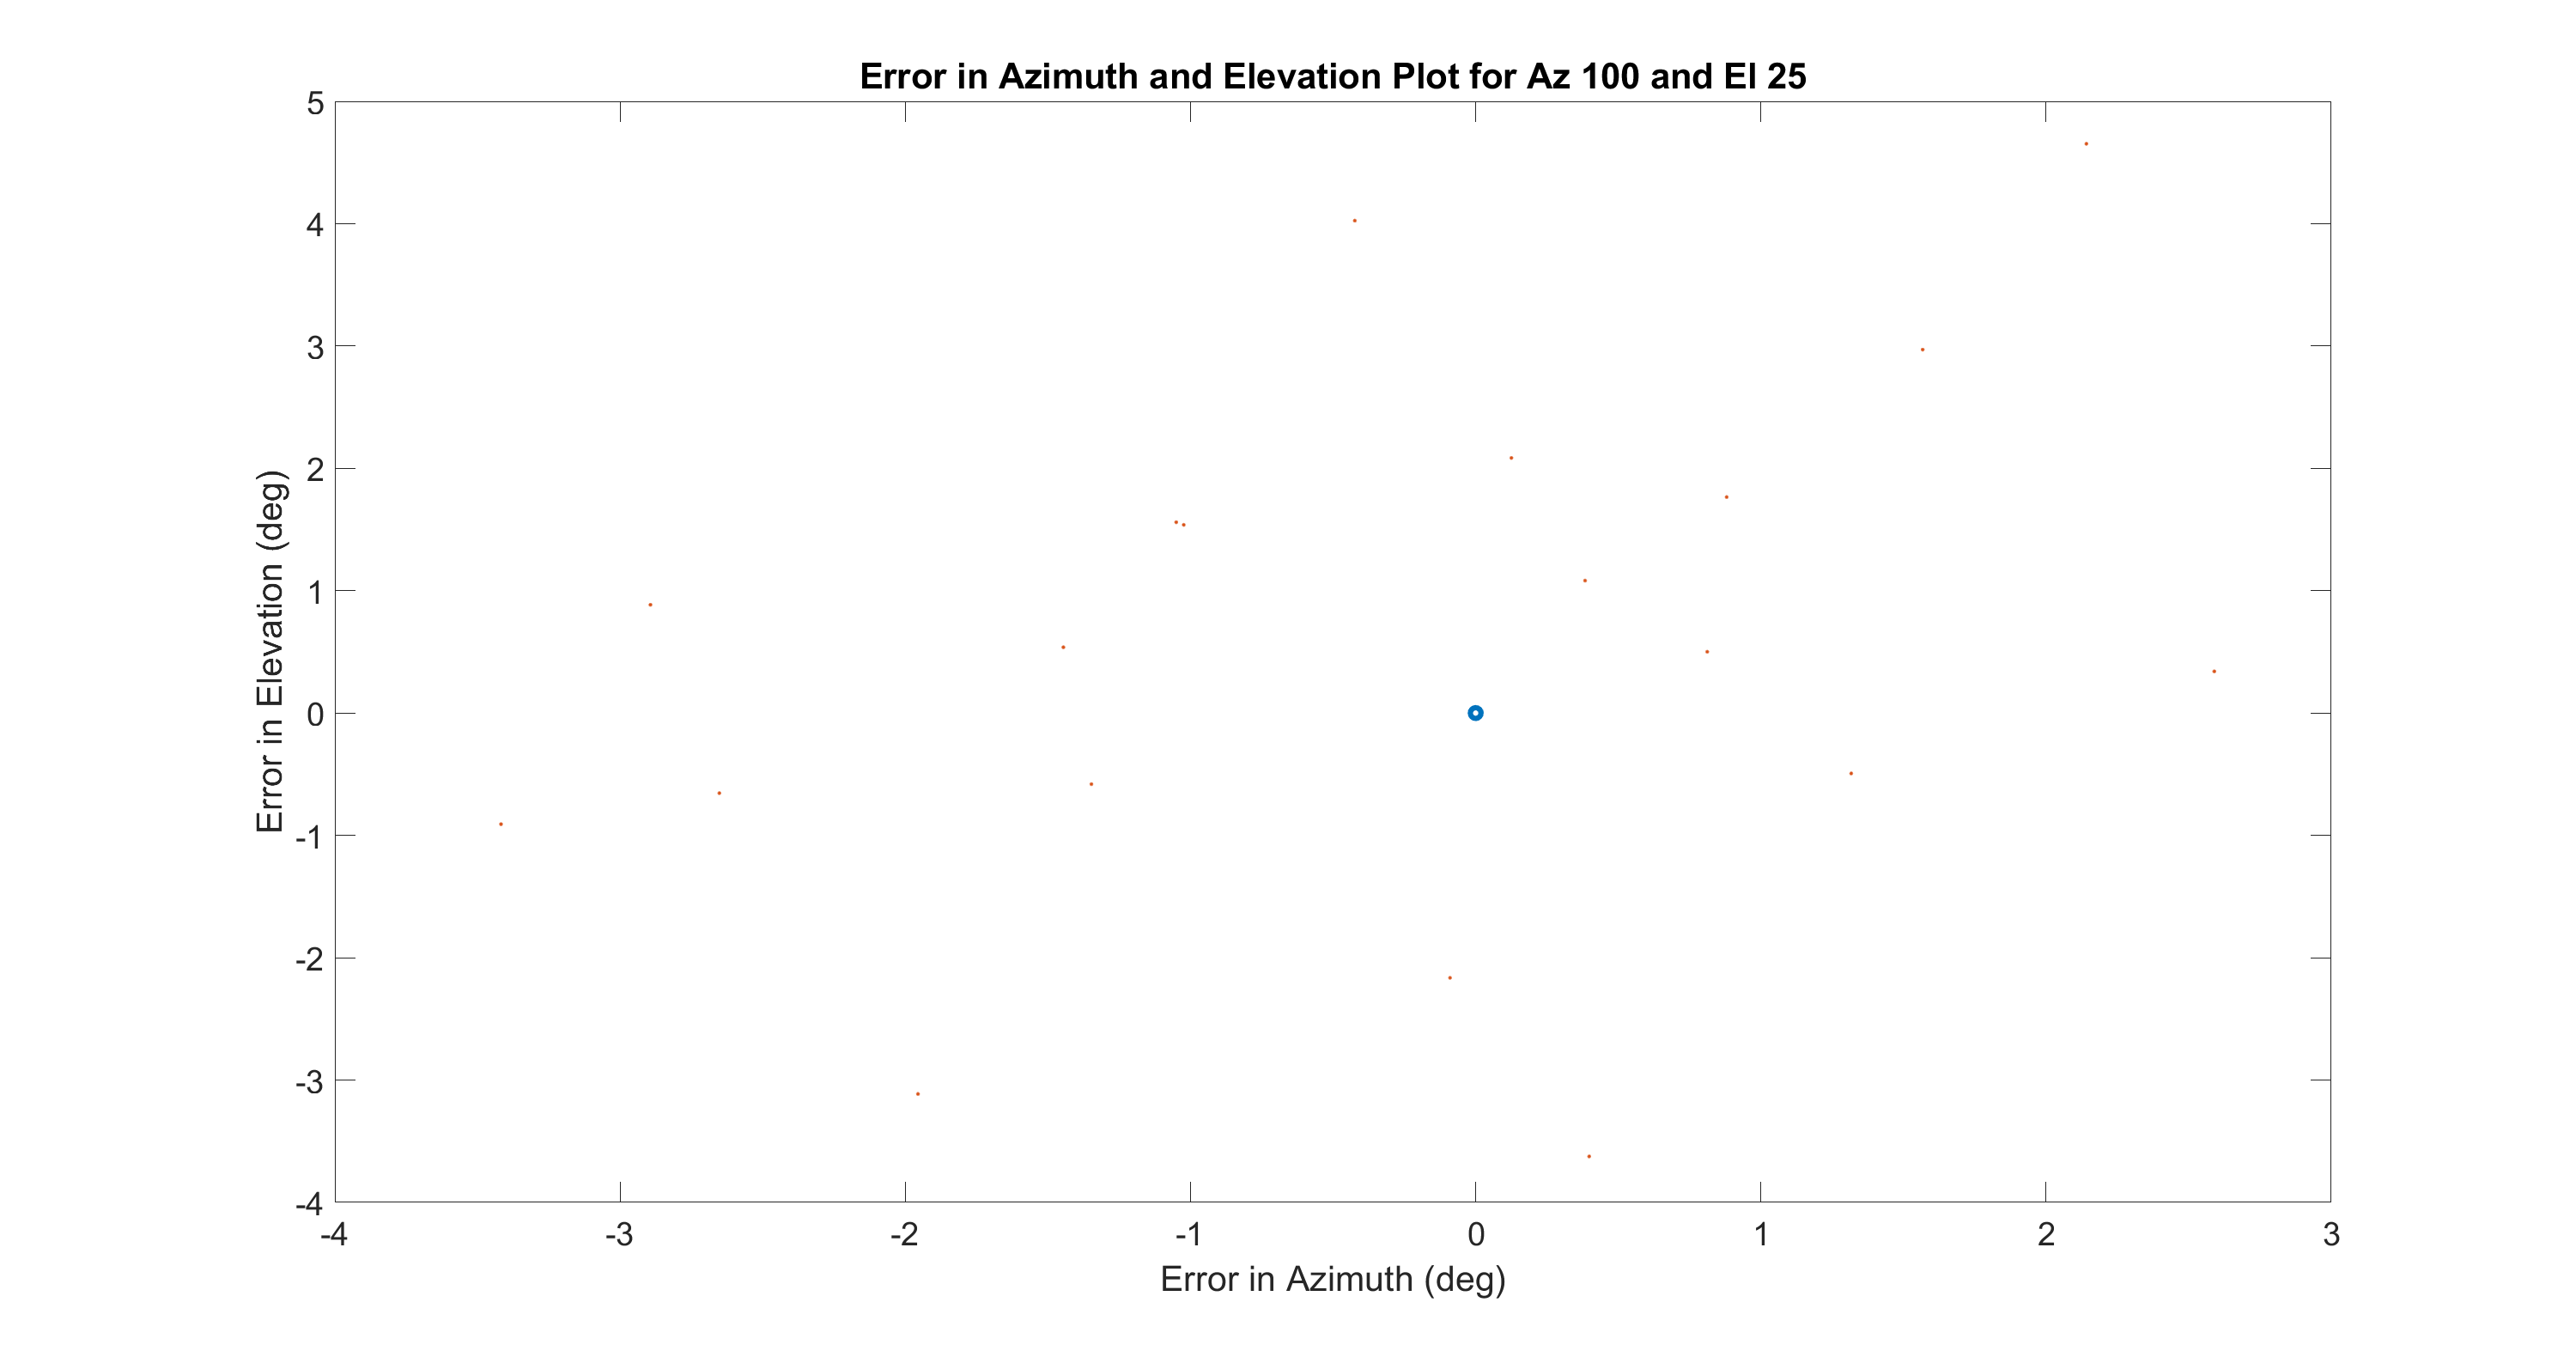 Error in Azimuth and Elevation Plot for Az 100 and El 25
5
4
3
2
1
0
-1
-2
-3
-4
Error in Elevation (deg)
-4 -3 -2 -1 0 1 2 3
Error in Azimuth (deg)